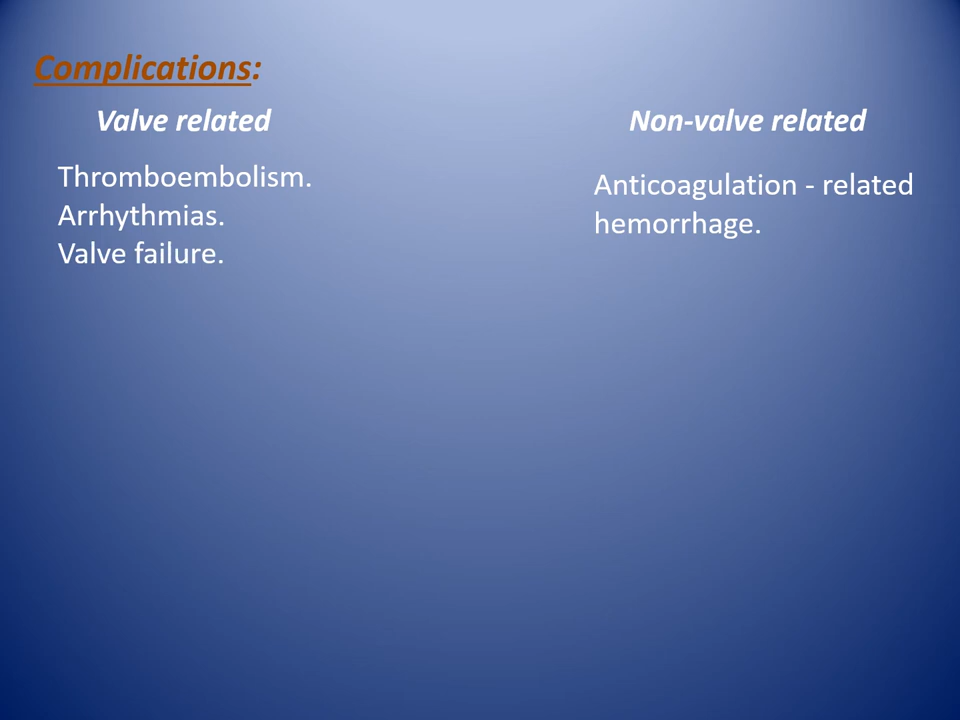 Complications:
Valve related
Thromboembolism.
Arrhythmias.
Valve failure.
Non-valve related
Anticoagulation - related
hemorrhage.